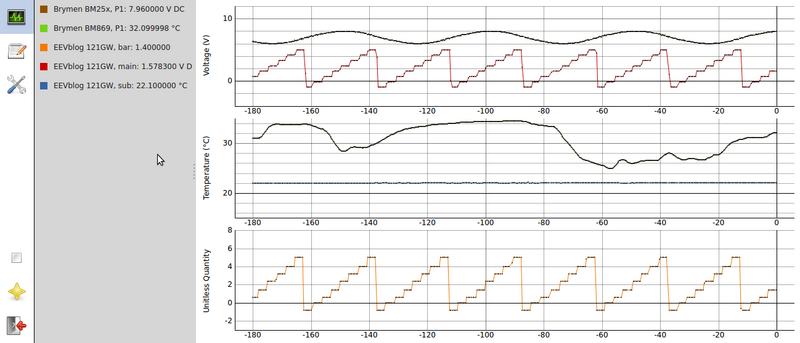 Brymen BM25x, P1: 7.960000 V DC
Brymen BM869, P1: 32.099998 °C
EEVblog 121GW, bar: 1.400000
EEVblog 121GW, main: 1.578300 V D
EEVblog 121GW, sub: 22.100000 °C
Voltage (V)
10
0
-180 -160 -140 -120 -100 -80 -60 -40 -20 0
Temperature (°C)
30
20
-180 -160 -140 -120 -100 -80 -60 -40 -20 0
Unitless Quantity
8
6
4
2
0
-2
-180 -160 -140 -120 -100 -80 -60 -40 -20 0